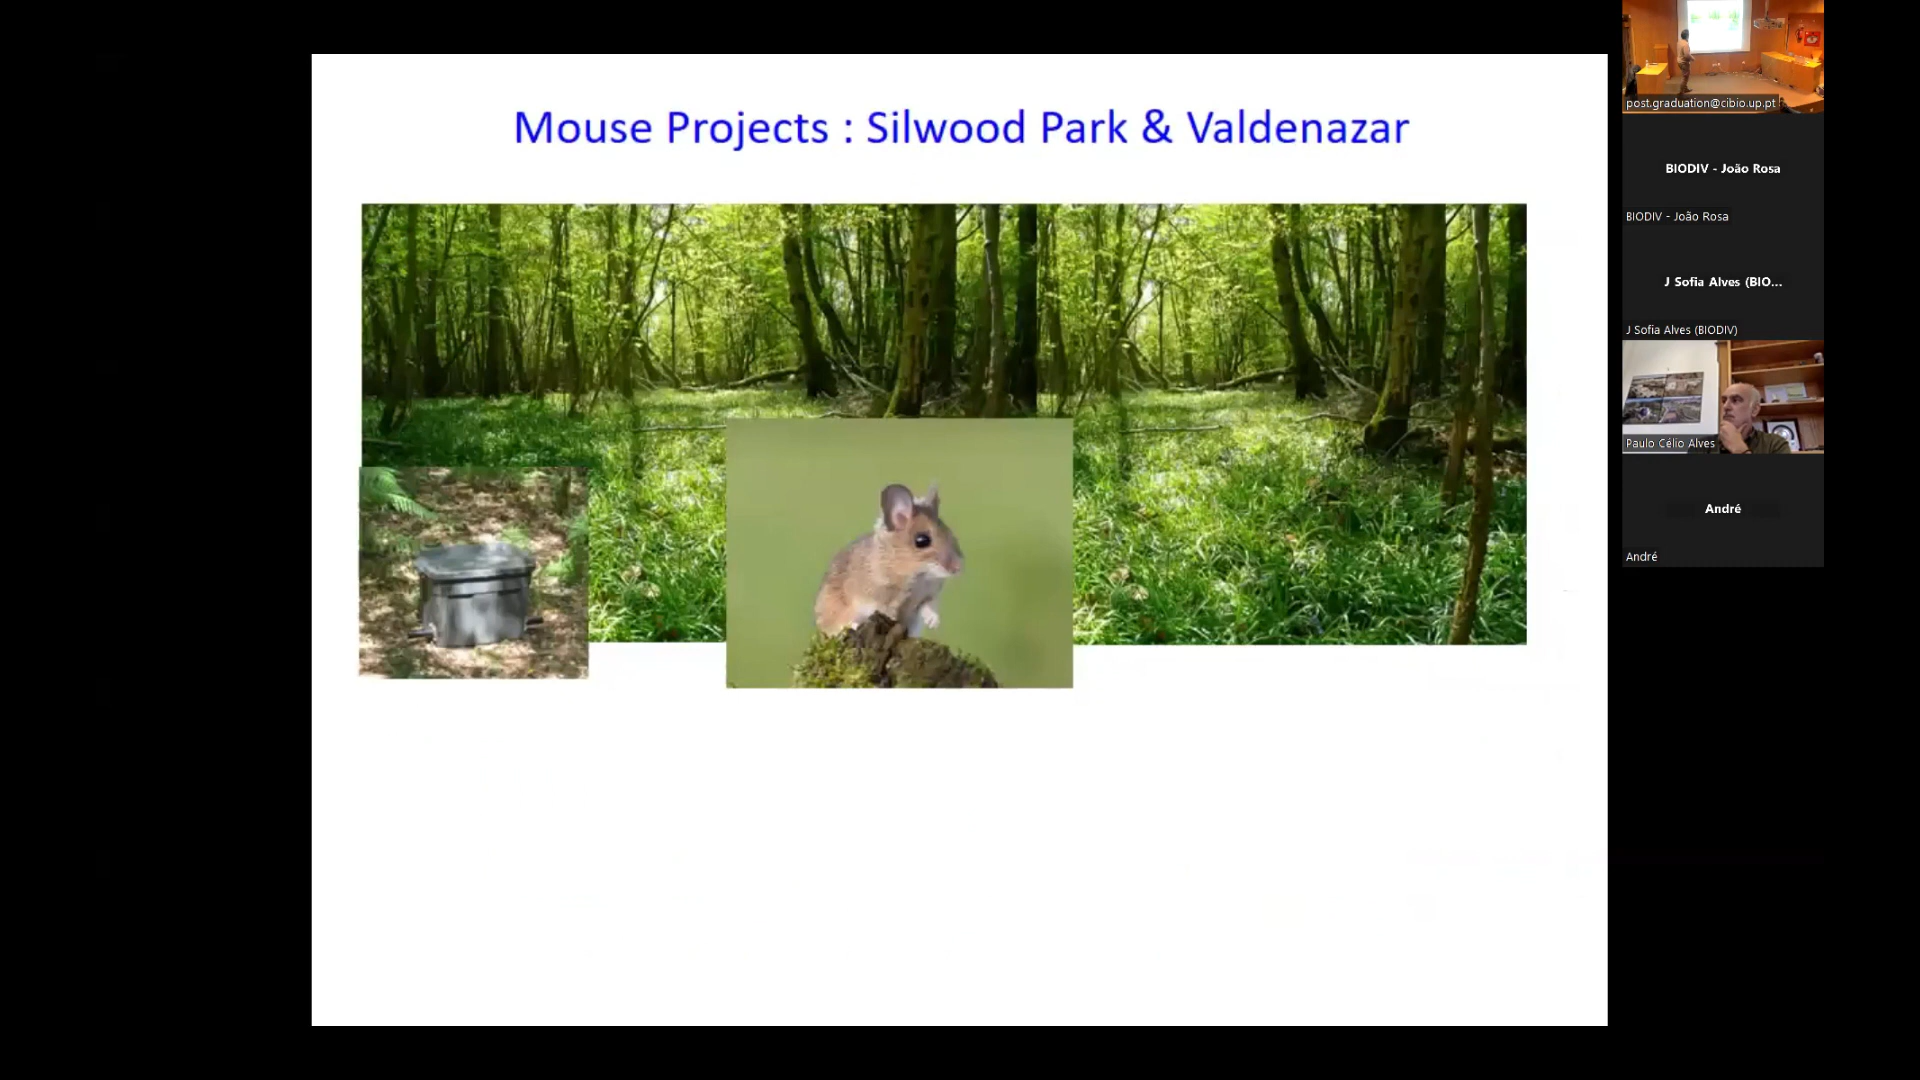 Mouse Projects : Silwood Park & Valdenazar
post.graduation@cibio.up.pt
BIODIV - João Rosa
BIODIV - João Rosa
J Sofia Alves (BIO...
J Sofia Alves (BIODIV)
Paulo Célio Alves
André
André